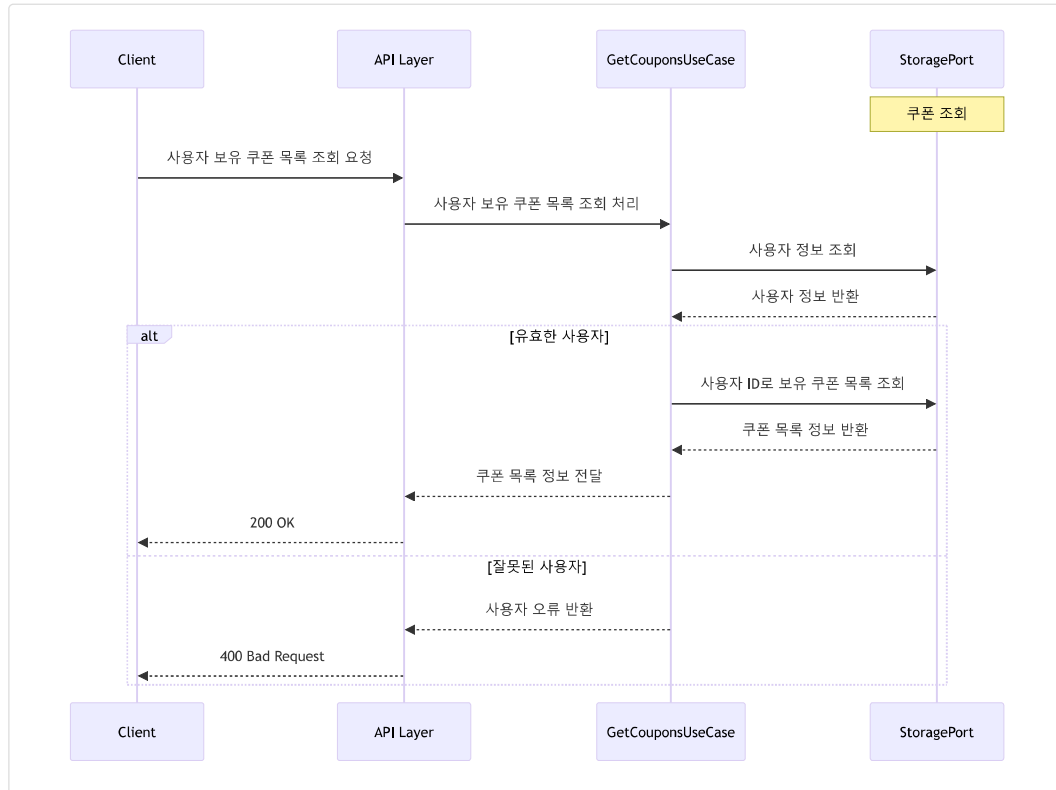 Client
API Layer
GetCouponsUseCase
StoragePort
쿠폰 조회
사용자 보유 쿠폰 목록 조회 요청
사용자 보유 쿠폰 목록 조회 처리
사용자 정보 조회
사용자 정보 반환
alt
[유효한 사용자]
사용자 ID로 보유 쿠폰 목록 조회
쿠폰 목록 정보 반환
쿠폰 목록 정보 전달
200 OK
[잘못된 사용자]
사용자 오류 반환
400 Bad Request
Client
API Layer
GetCouponsUseCase
StoragePort